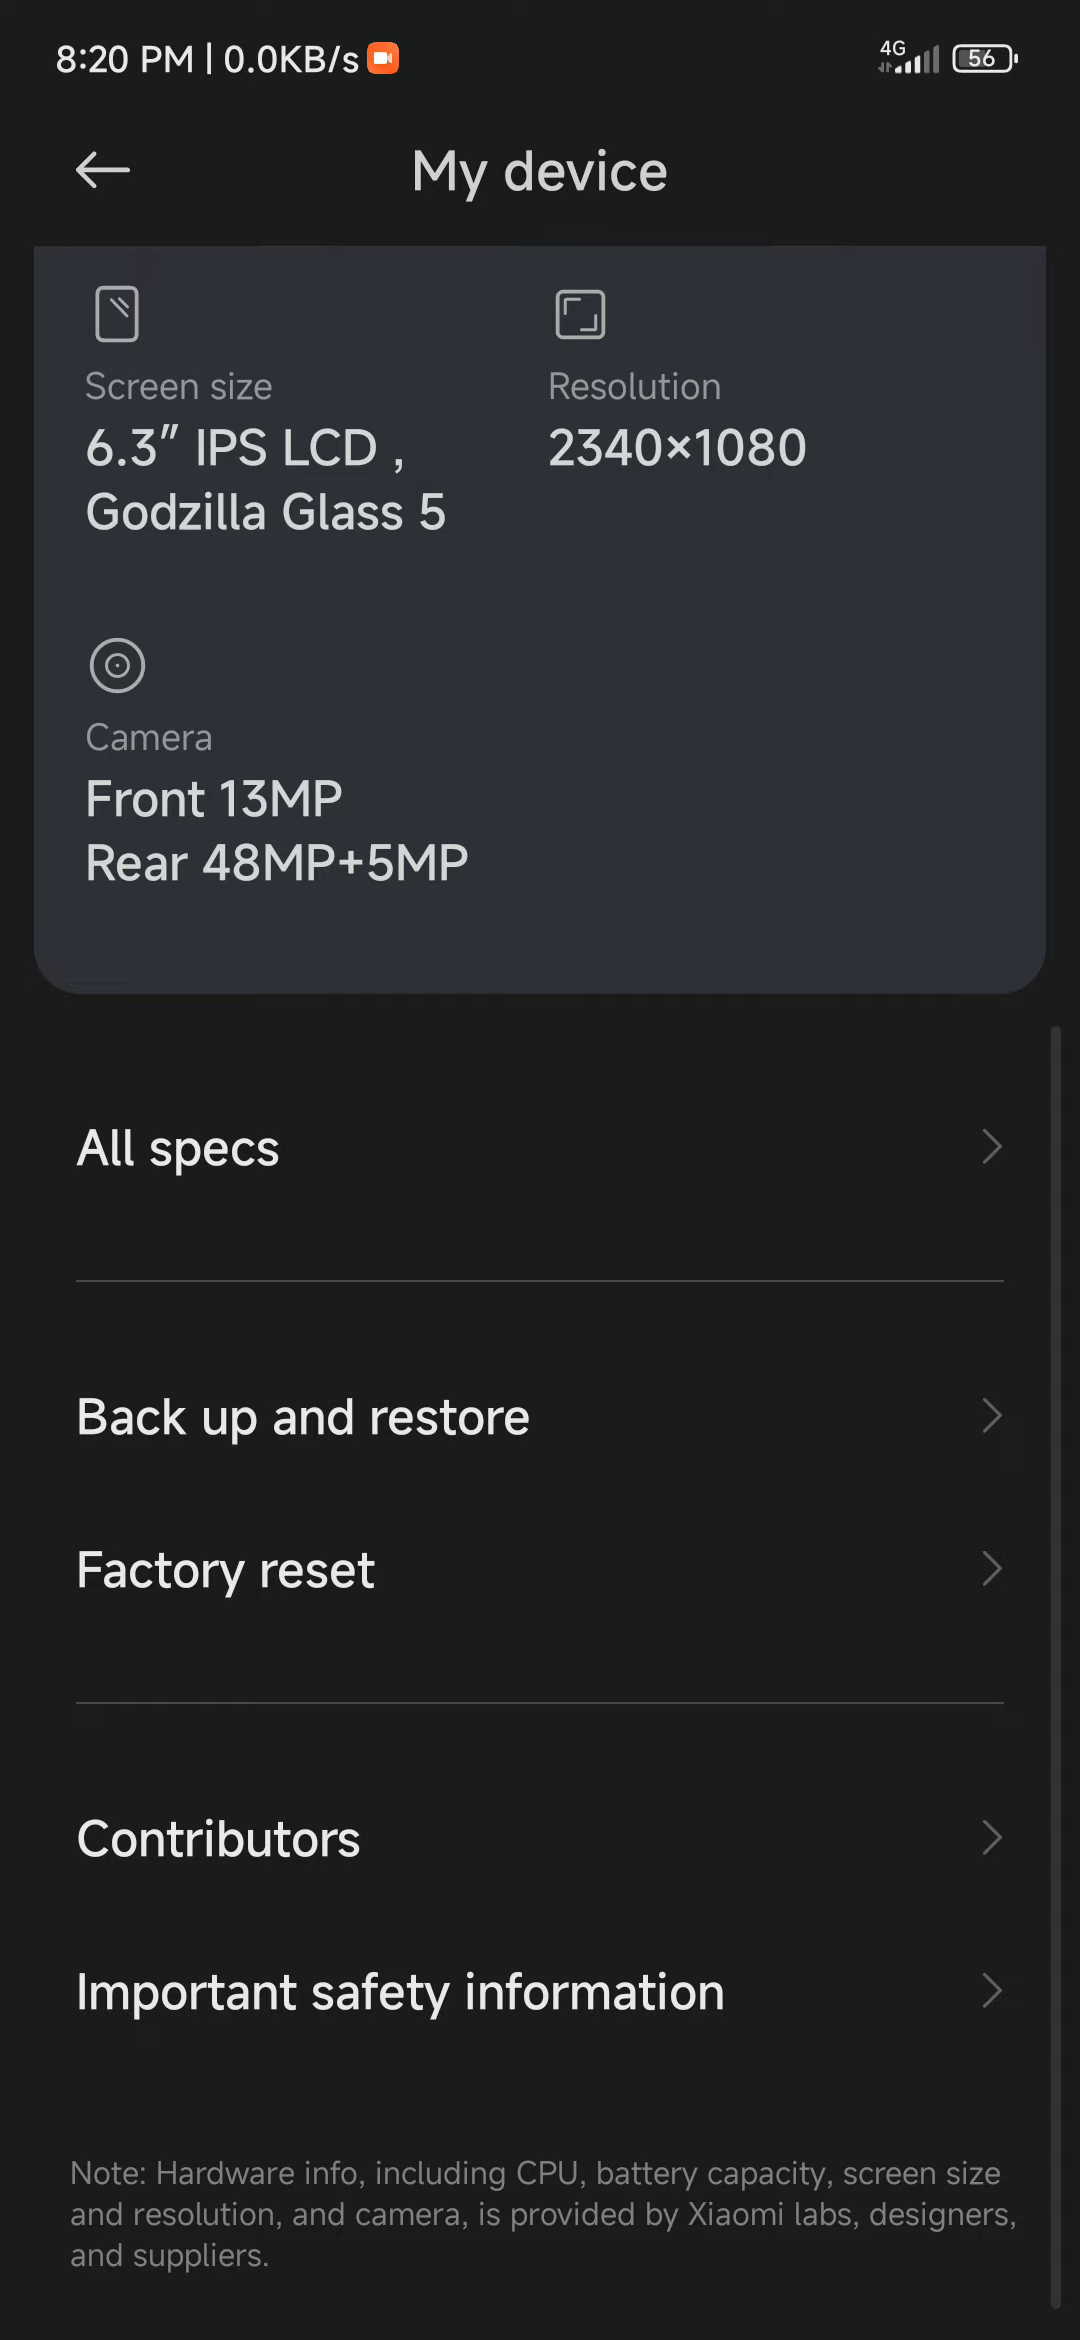 8:20 PM | 0.0KB/s 4G 56
My device
Screen size
6.3" IPS LCD ,
Godzilla Glass 5
Resolution
2340×1080
Camera
Front 13MP
Rear 48MP+5MP
All specs
Back up and restore
Factory reset
Contributors
Important safety information
Note: Hardware info, including CPU, battery capacity, screen size
and resolution, and camera, is provided by Xiaomi labs, designers,
and suppliers.